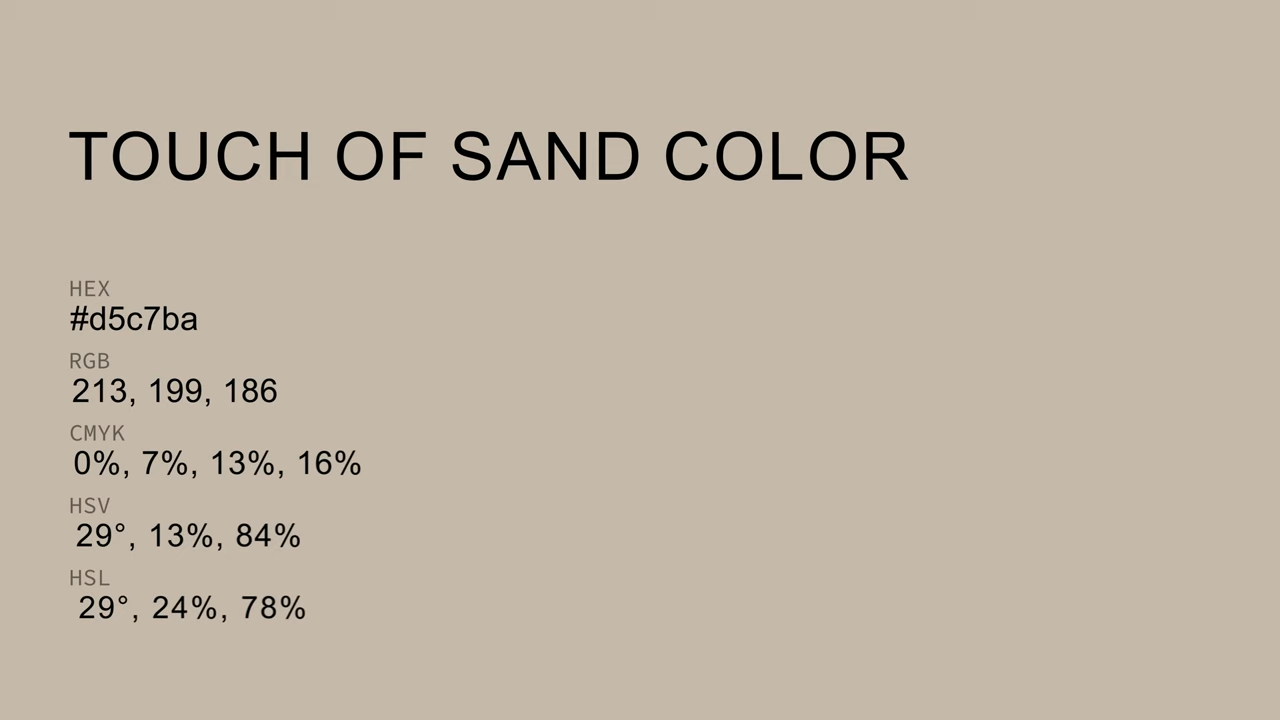 TOUCH OF SAND COLOR
HEX
#d5c7ba
RGB
213, 199, 186
CMYK
0%, 7%, 13%, 16%
HSV
29°, 13%, 84%
HSL
29°, 24%, 78%